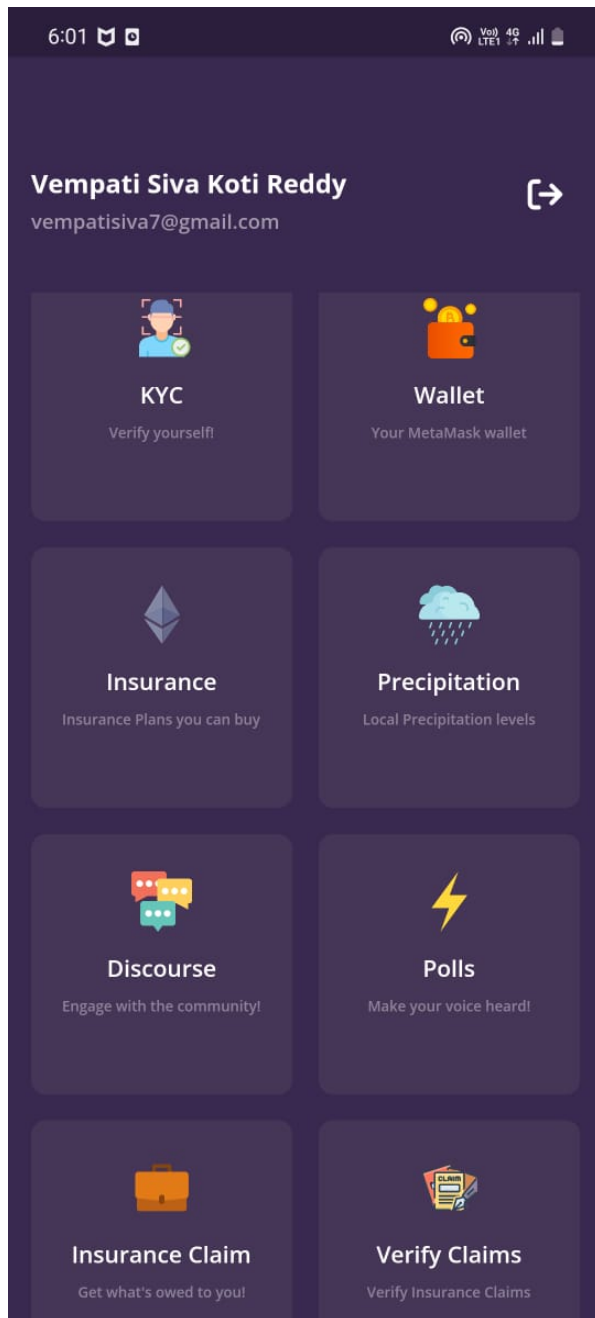 6:01
Vo)) 4G
LTE1
Vempati Siva Koti Reddy
vempatisiva7@gmail.com
KYC
Verify yourself!
Wallet
Your MetaMask wallet
Insurance
Insurance Plans you can buy
Precipitation
Local Precipitation levels
Discourse
Engage with the community!
Polls
Make your voice heard!
Insurance Claim
Get what's owed to you!
CLAIM
Verify Claims
Verify Insurance Claims